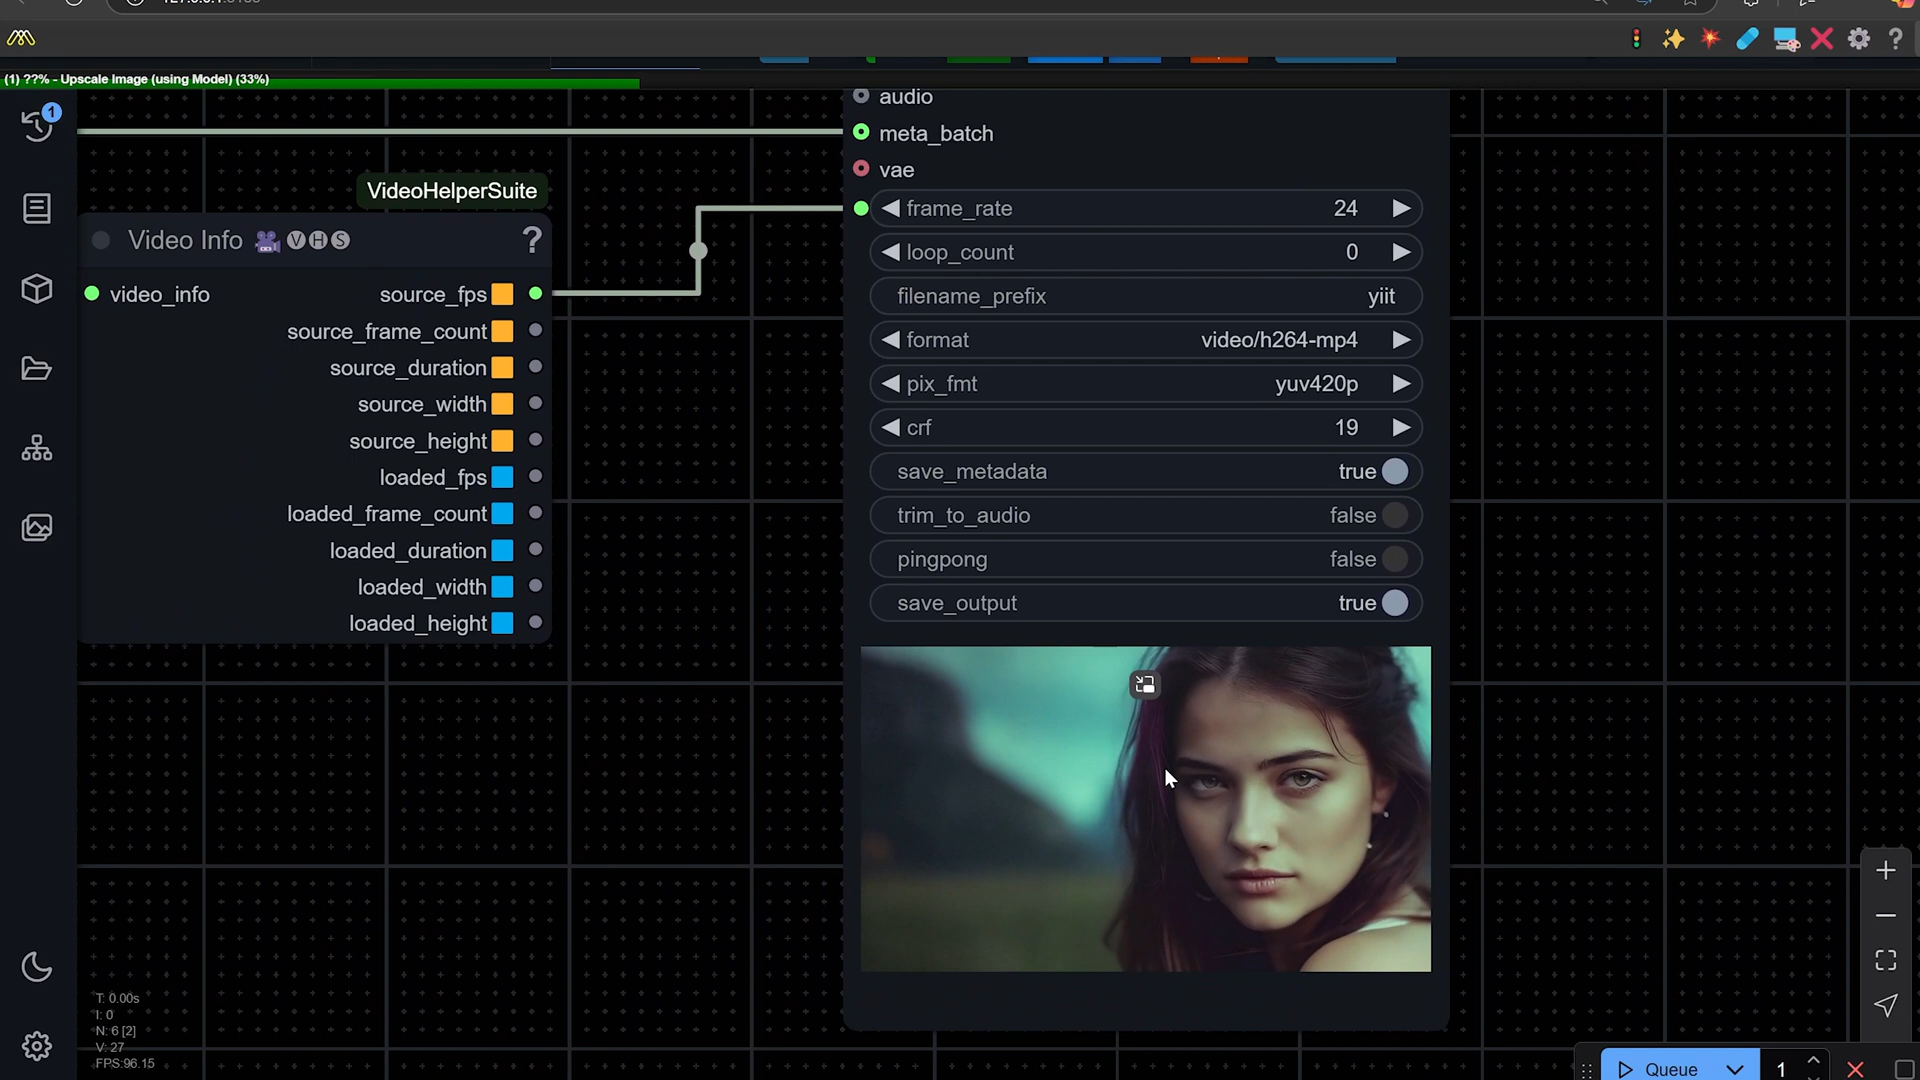 (1) ??% - Upscale Image (using Model) (33%)
1
audio
meta_batch
vae
VideoHelperSuite
Video Info V H S ?
video_info
source_fps
source_frame_count
source_duration
source_width
source_height
loaded_fps
loaded_frame_count
loaded_duration
loaded_width
loaded_height
frame_rate 24
loop_count 0
filename_prefix yiit
format video/h264-mp4
pix_fmt yuv420p
crf 19
save_metadata true
trim_to_audio false
pingpong false
save_output true
T: 0.00s
I: 0
N: 6 [2]
V: 27
FPS:96.15
Queue 1